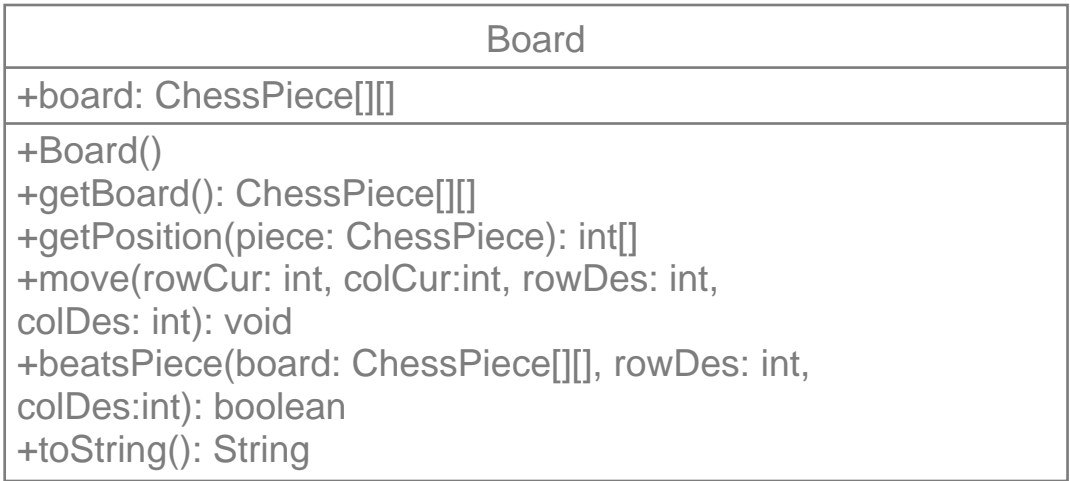 Board
+board: ChessPiece[][]
+Board()
+getBoard(): ChessPiece[][]
+getPosition(piece: ChessPiece): int[]
+move(rowCur: int, colCur:int, rowDes: int,
colDes: int): void
+beatsPiece(board: ChessPiece[][], rowDes: int,
colDes:int): boolean
+toString(): String